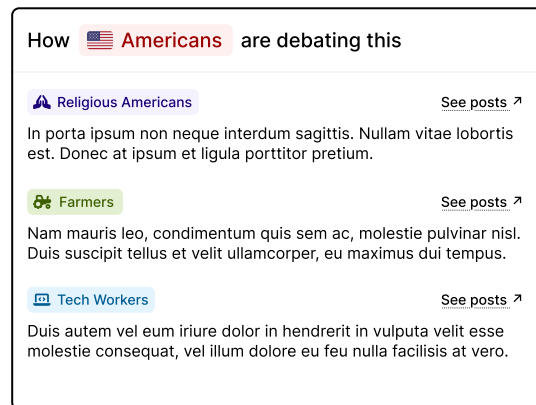 How Americans are debating this
Religious Americans See posts
In porta ipsum non neque interdum sagittis. Nullam vitae lobortis
est. Donec at ipsum et ligula porttitor pretium.
Farmers See posts
Nam mauris leo, condimentum quis sem ac, molestie pulvinar nisl.
Duis suscipit tellus et velit ullamcorper, eu maximus dui tempus.
Tech Workers See posts
Duis autem vel eum iriure dolor in hendrerit in vulputa velit esse
molestie consequat, vel illum dolore eu feu nulla facilisis at vero.